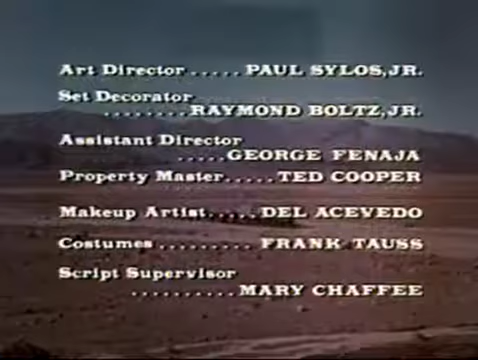 Art Director ..... PAUL SYLOS, JR.
Set Decorator
........ RAYMOND BOLTZ, JR.
Assistant Director
..... GEORGE FENAJA
Property Master ..... TED COOPER
Makeup Artist ..... DEL ACEVEDO
Costumes ......... FRANK TAUSS
Script Supervisor
.......... MARY CHAFFEE